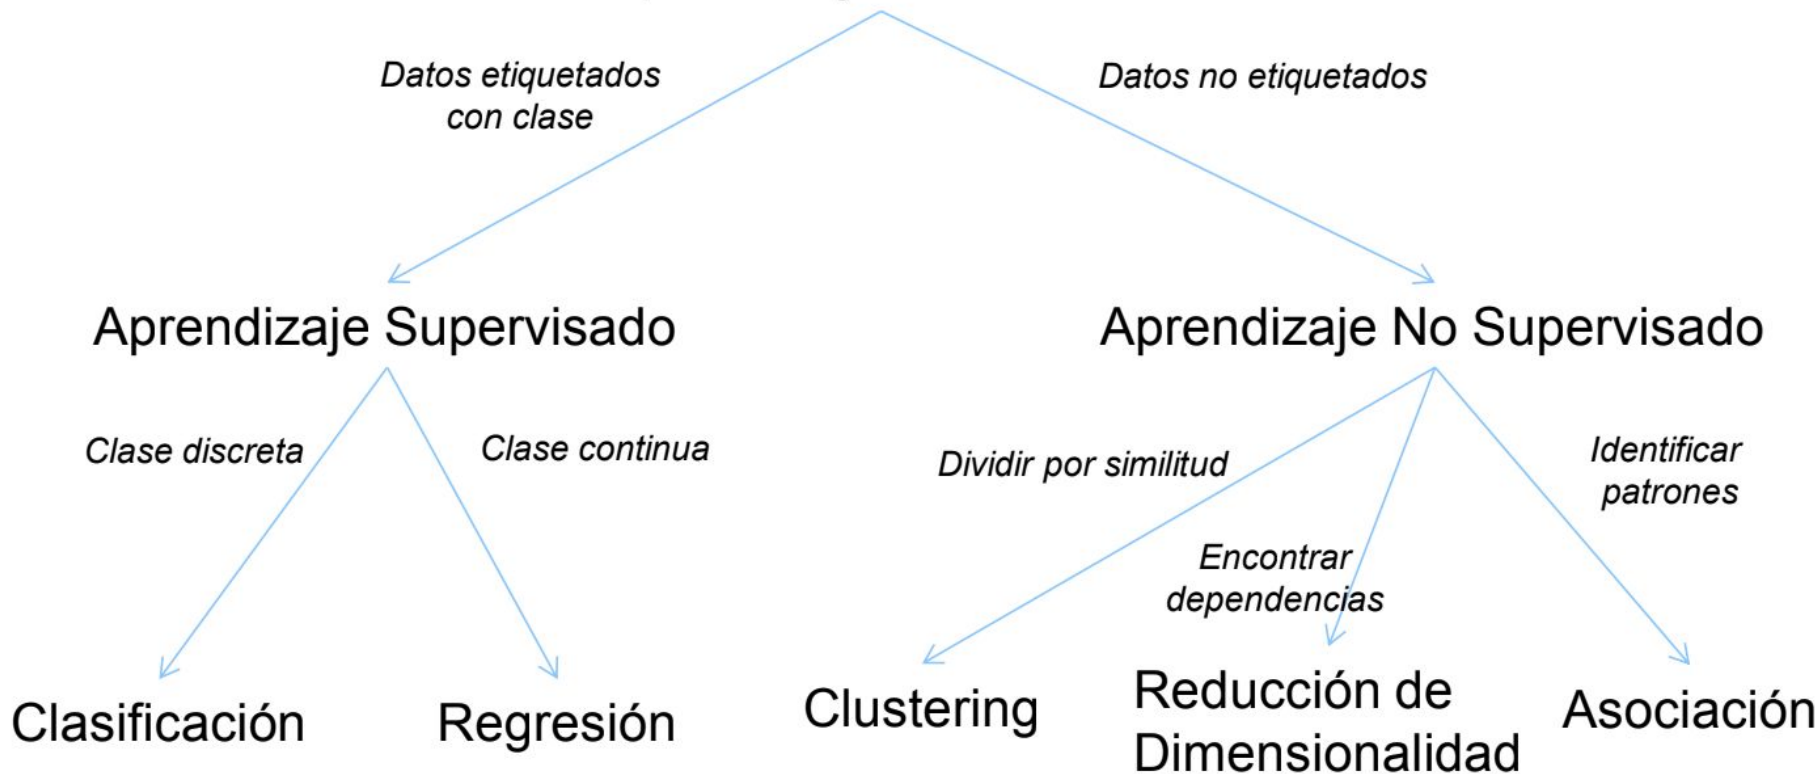 Datos etiquetados
con clase
Datos no etiquetados
Aprendizaje Supervisado
Aprendizaje No Supervisado
Clase discreta
Clase continua
Dividir por similitud
Identificar
patrones
Encontrar
dependencias
Clasificación
Regresión
Clustering
Reducción de
Dimensionalidad
Asociación